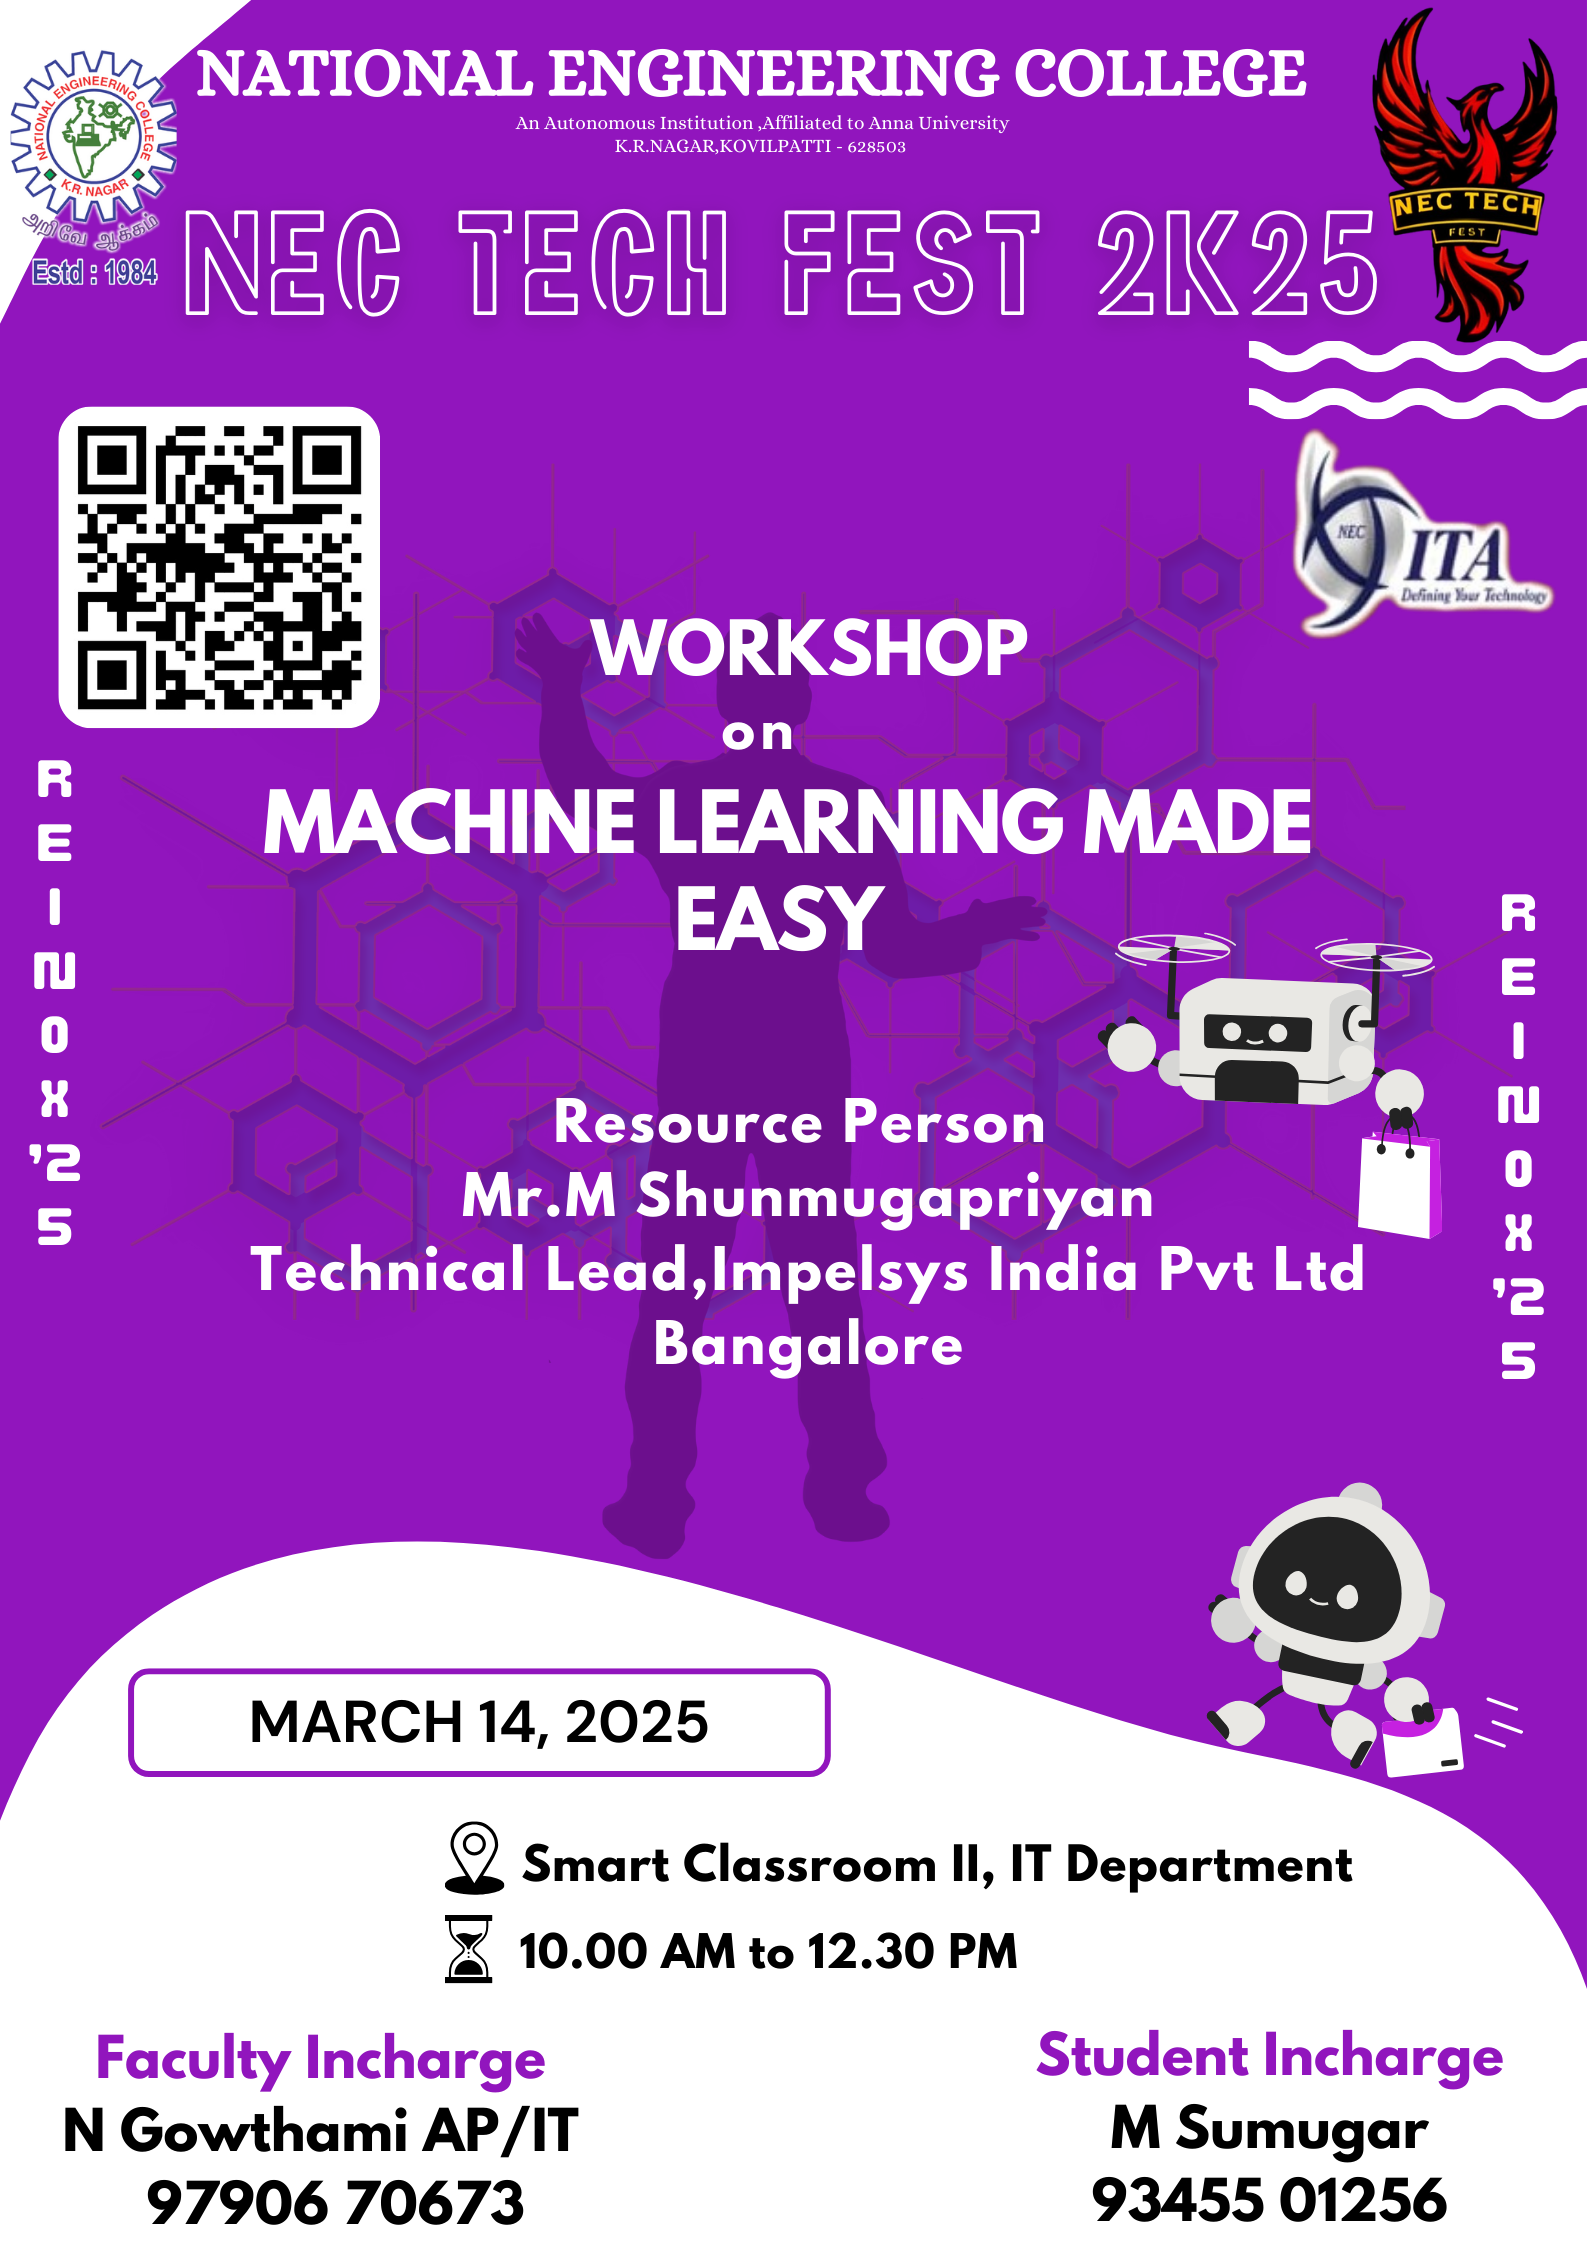 NATIONAL ENGINEERING COLLEGE
An Autonomous Institution ,Affiliated to Anna University
K.R.NAGAR,KOVILPATTI - 628503
NATIONAL ENGINEERING COLLEGE
K.R. NAGAR
அறிவே ஆக்கம்
Estd : 1984
NEC TECH FEST 2K25
NEC TECH
FEST
NEC
ITA
Defining Your Technology
WORKSHOP
on
MACHINE LEARNING MADE
EASY
REINOX'25
REINOX'25
Resource Person
Mr.M Shunmugapriyan
Technical Lead,Impelsys India Pvt Ltd
Bangalore
MARCH 14, 2025
Smart Classroom II, IT Department
10.00 AM to 12.30 PM
Faculty Incharge
N Gowthami AP/IT
97906 70673
Student Incharge
M Sumugar
93455 01256